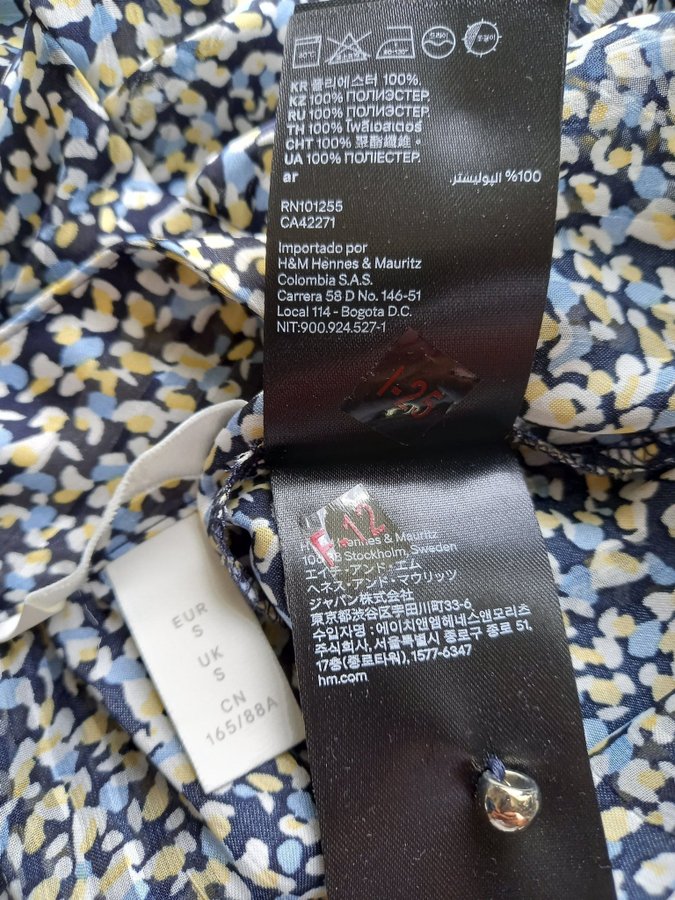 KR 폴리에스터 100%.
KZ 100% ПОЛИЭСТЕР.
RU 100% ПОЛИЭСТЕР.
TH 100% โพลีเอสเตอร์
CHT 100% 聚酯纖維。
UA 100% ПОЛІЕСТЕР.
ar 100% البوليستر.
RN101255
CA42271
Importado por
H&M Hennes & Mauritz
Colombia S.A.S.
Carrera 58 D No. 146-51
Local 114 - Bogota D.C.
NIT:900.924.527-1
1-25
F-12
Hennes & Mauritz
Stockholm, Sweden
エイチ・アンド・エム
ヘネス・アンド・マウリッツ
ジャパン株式会社
東京都渋谷区宇田川町33-6
수입자명 : 에이치앤엠헤네스앤모리츠
주식회사, 서울특별시 종로구 종로 51,
17층 (종로타워), 1577-6347
hm.com
EUR
S
UK
S
CN
165/88A